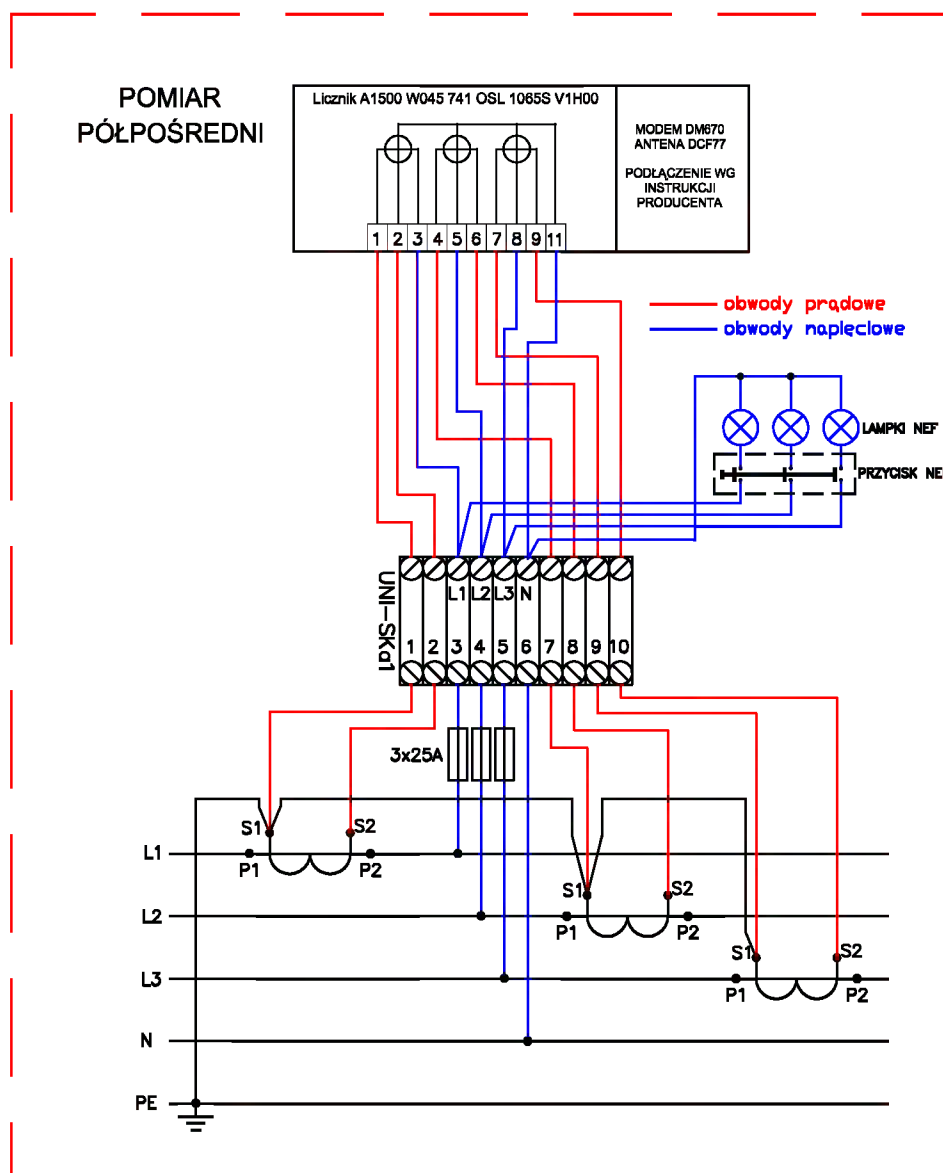 POMIAR
PÓŁPOŚREDNI
Licznik A1500 W045 741 OSL 1065S V1H00
MODEM DM670
ANTENA DCF77
PODŁĄCZENIE WG
INSTRUKCJI
PRODUCENTA
1 2 3 4 5 6 7 8 9 11
obwody prądowe
obwody napięciowe
LAMPKI NEF
PRZYCISK NE
UNI-SKa1
L1 L2 L3 N
1 2 3 4 5 6 7 8 9 10
3x25A
S1 S2
L1
P1 P2
S1 S2
L2
P1 P2
S1 S2
L3
P1 P2
N
PE